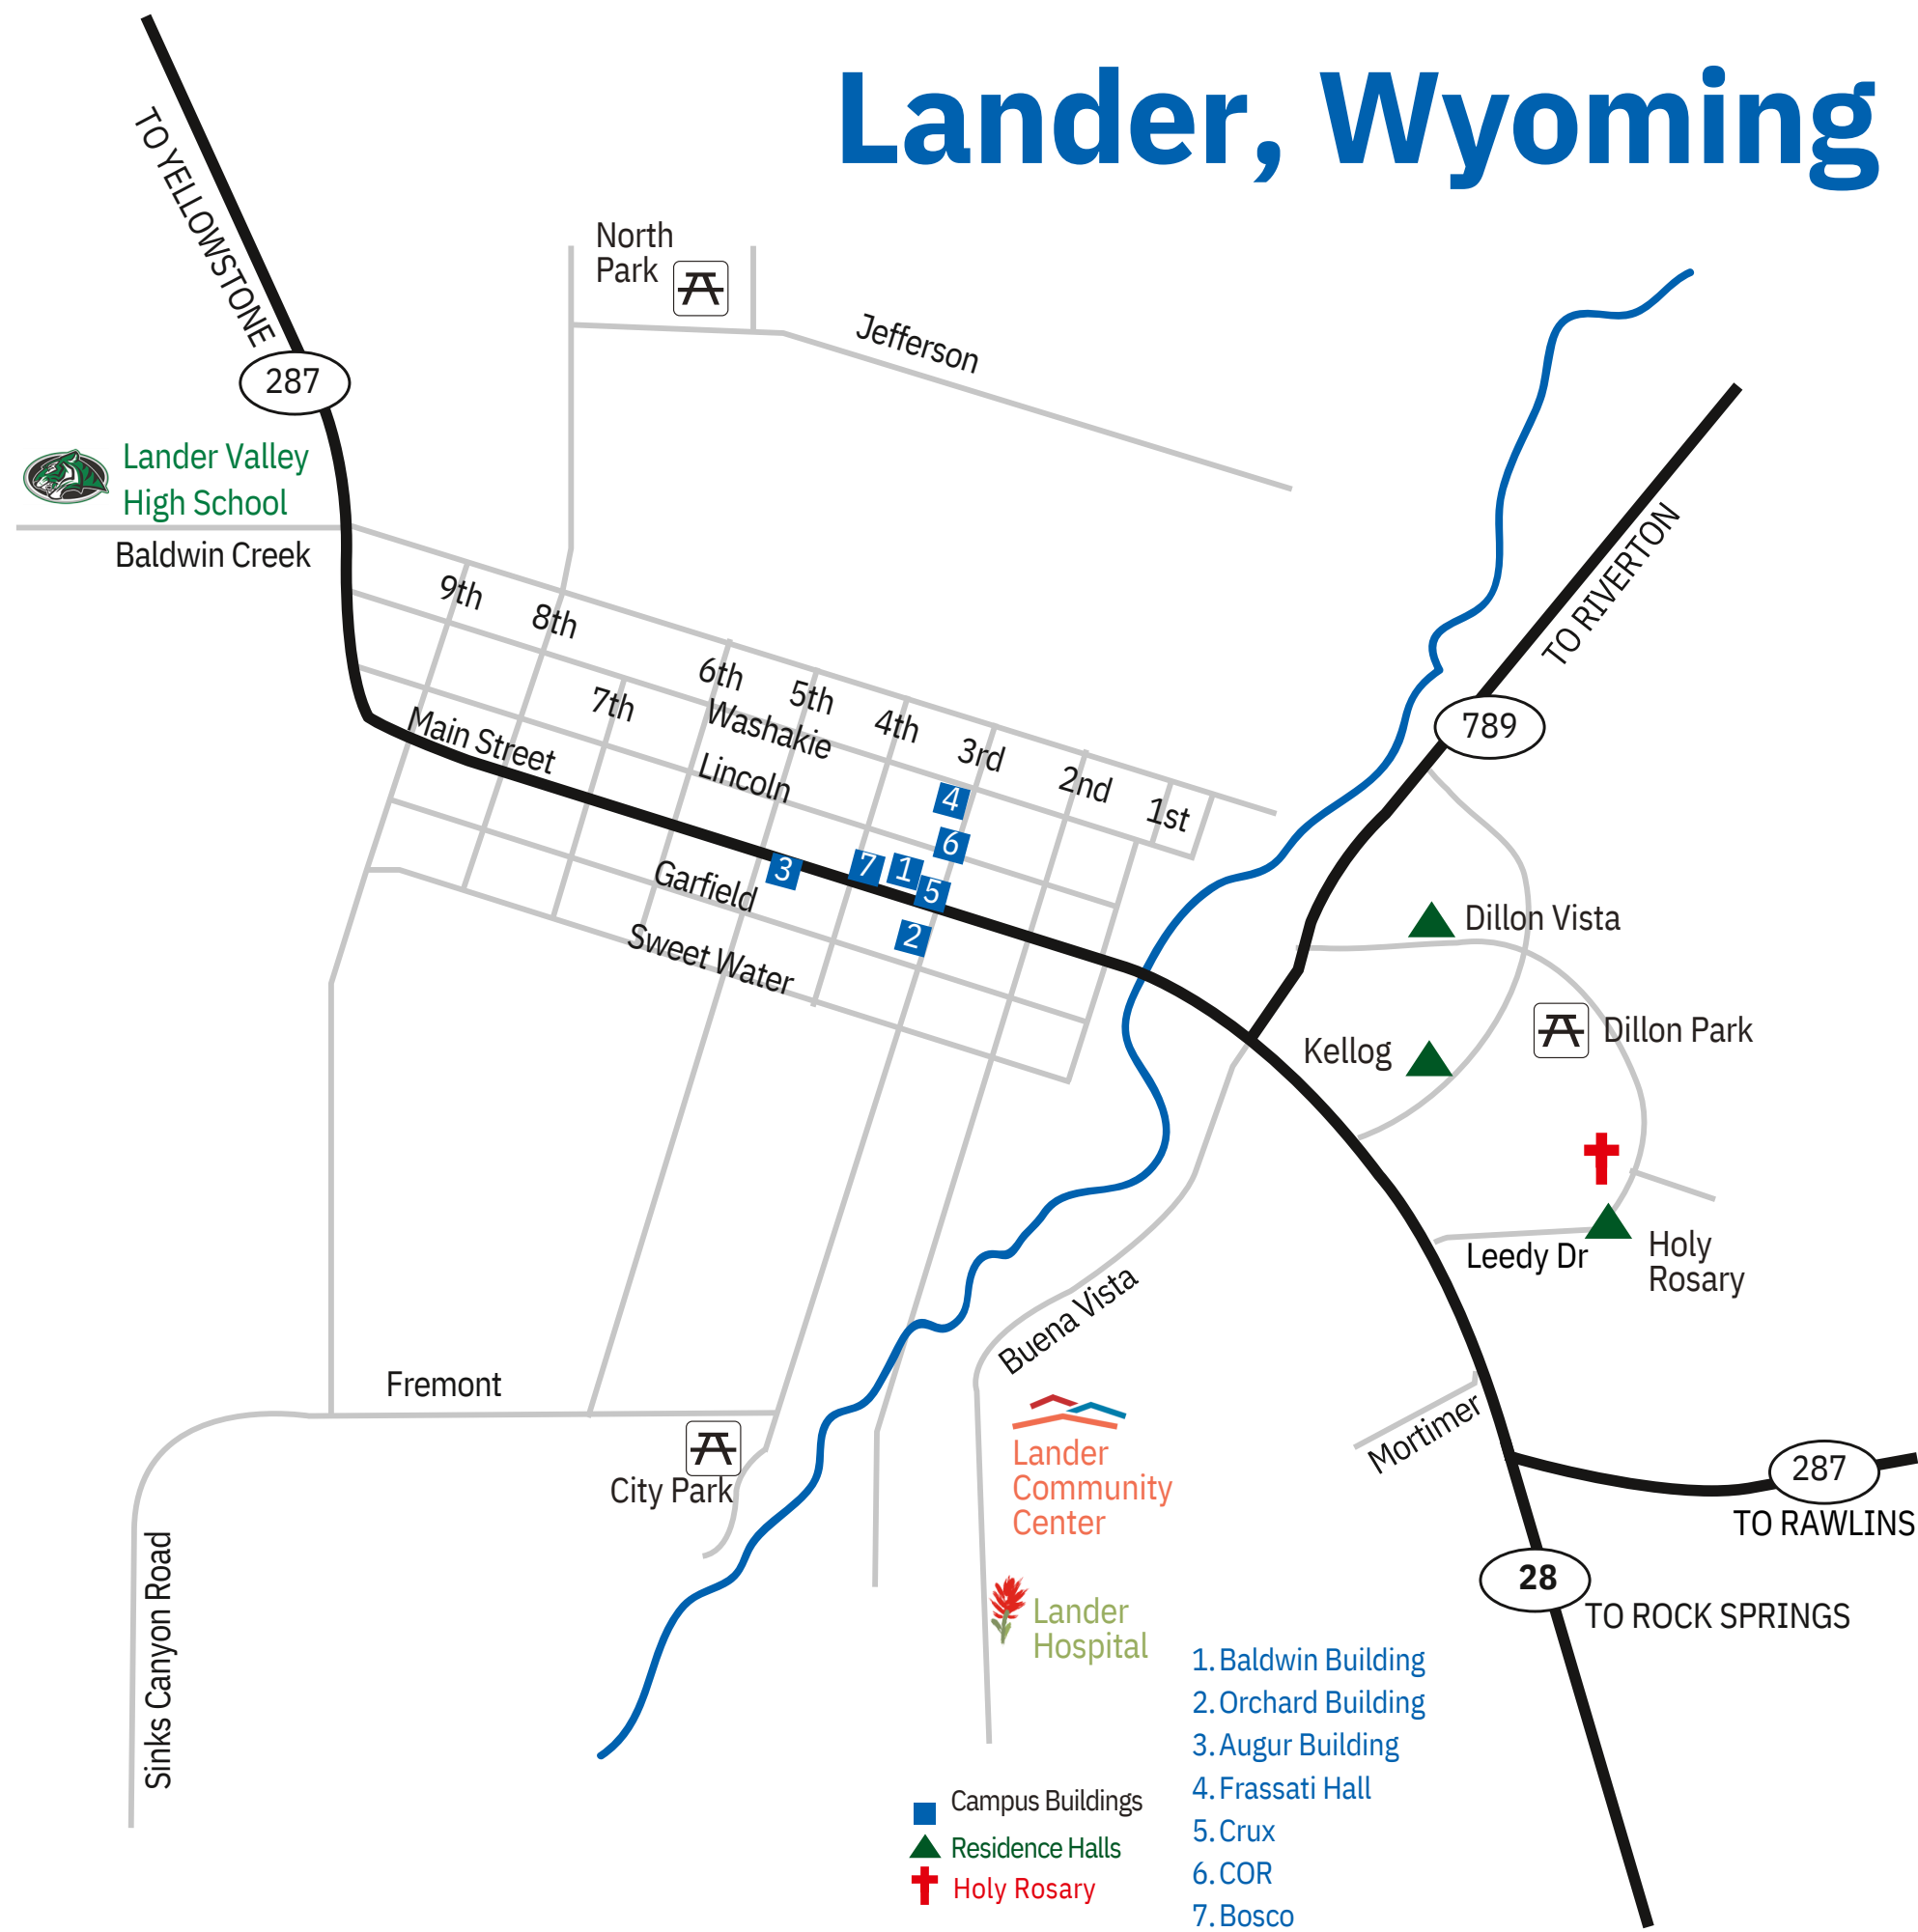 Lander, Wyoming
TO YELLOWSTONE
North
Park
Jefferson
287
Lander Valley
High School
Baldwin Creek
TO RIVERTON
9th
8th
6th
5th
7th
Washakie
4th
3rd
2nd
1st
789
Main Street
Lincoln
4
6
3
7
1
5
2
Garfield
Sweet Water
Dillon Vista
Dillon Park
Kellog
Leedy Dr
Holy
Rosary
Buena Vista
Fremont
City Park
Mortimer
Lander
Community
Center
287
TO RAWLINS
28
TO ROCK SPRINGS
Sinks Canyon Road
Lander
Hospital
1. Baldwin Building
2. Orchard Building
3. Augur Building
4. Frassati Hall
5. Crux
6. COR
7. Bosco
Campus Buildings
Residence Halls
Holy Rosary